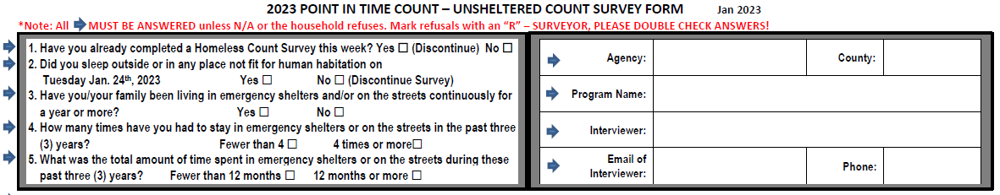 2023 POINT IN TIME COUNT – UNSHELTERED COUNT SURVEY FORM Jan 2023
*Note: All MUST BE ANSWERED unless N/A or the household refuses. Mark refusals with an “R” – SURVEYOR, PLEASE DOUBLE CHECK ANSWERS!
1. Have you already completed a Homeless Count Survey this week? Yes ☐ (Discontinue) No ☐
2. Did you sleep outside or in any place not fit for human habitation on
Tuesday Jan. 24th, 2023 Yes ☐ No ☐ (Discontinue Survey)
3. Have you/your family been living in emergency shelters and/or on the streets continuously for
a year or more? Yes ☐ No ☐
4. How many times have you had to stay in emergency shelters or on the streets in the past three
(3) years? Fewer than 4 ☐ 4 times or more☐
5. What was the total amount of time spent in emergency shelters or on the streets during these
past three (3) years? Fewer than 12 months ☐ 12 months or more ☐
Agency: County:
Program Name:
Interviewer:
Email of
Interviewer: Phone: